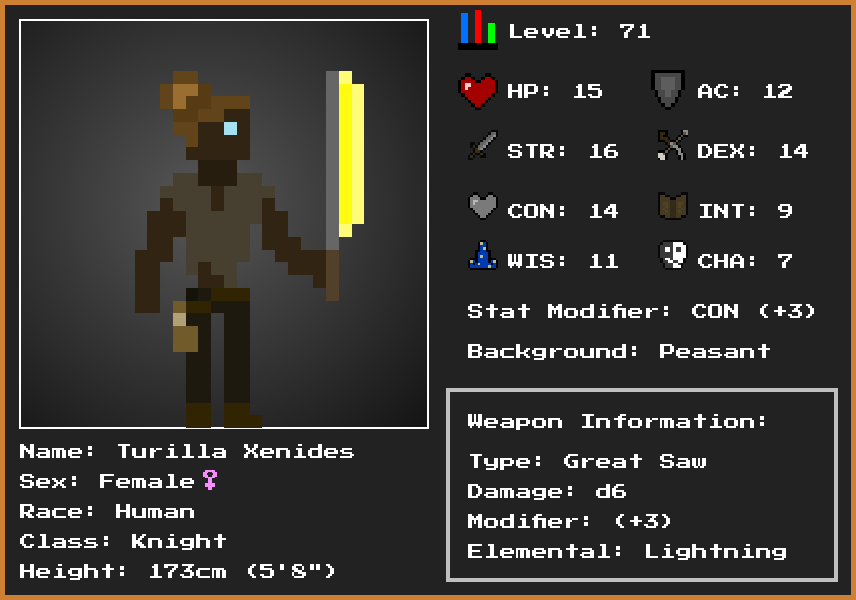 Level: 71
HP: 15
AC: 12
STR: 16
DEX: 14
CON: 14
INT: 9
WIS: 11
CHA: 7
Stat Modifier: CON (+3)
Background: Peasant
Weapon Information:
Type: Great Saw
Damage: d6
Modifier: (+3)
Elemental: Lightning
Name: Turilla Xenides
Sex: Female♀
Race: Human
Class: Knight
Height: 173cm (5'8")